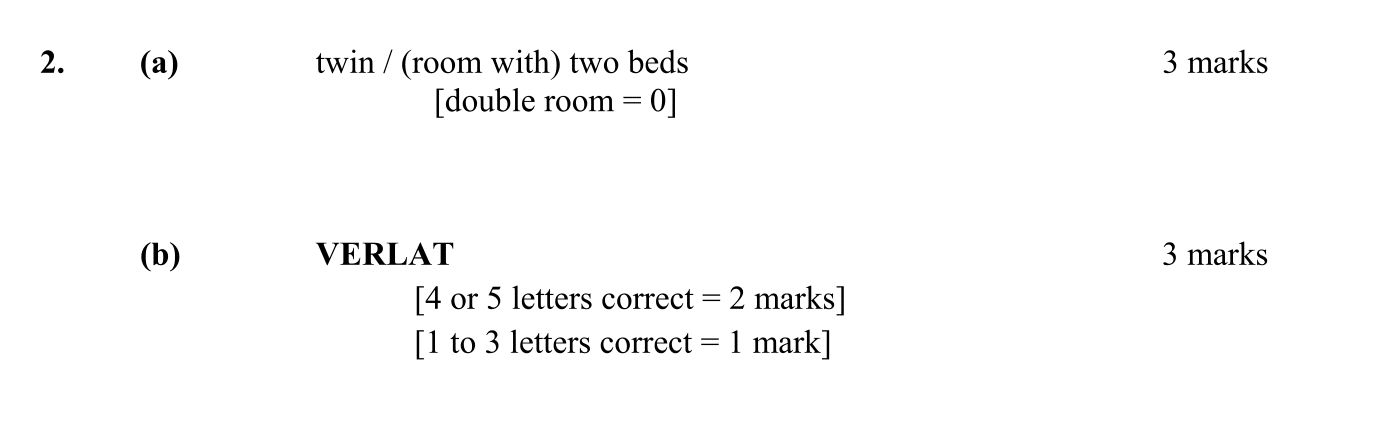 2. (a) twin / (room with) two beds 3 marks
[double room = 0]
(b) VERLAT 3 marks
[4 or 5 letters correct = 2 marks]
[1 to 3 letters correct = 1 mark]